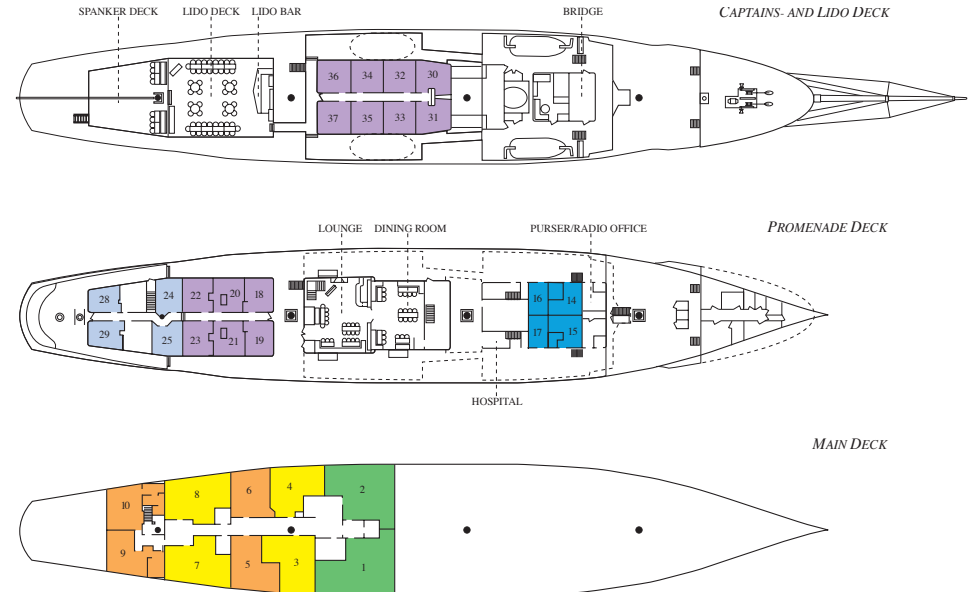 SPANKER DECK LIDO DECK LIDO BAR BRIDGE CAPTAINS- AND LIDO DECK
36 34 32 30
37 35 33 31
LOUNGE DINING ROOM PURSER/RADIO OFFICE PROMENADE DECK
28 24 22 20 18 16 14
29 25 23 21 19 17 15
HOSPITAL
MAIN DECK
10 8 6 4 2
9 7 5 3 1